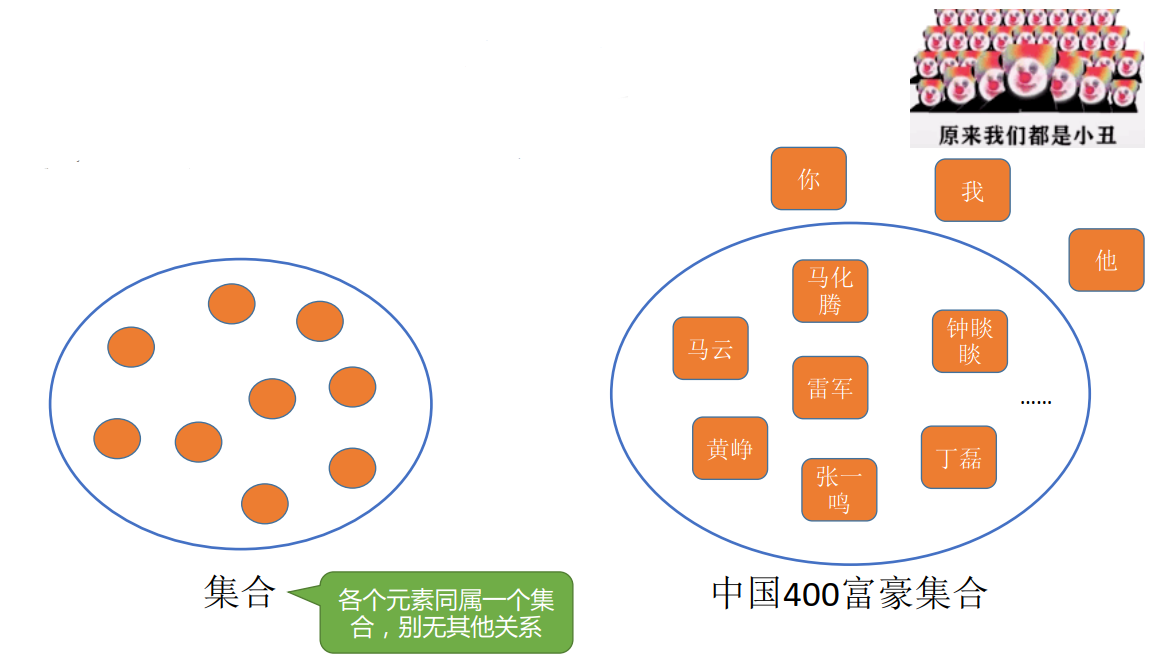 原来我们都是小丑
你
我
他
马化
腾
马云
钟睒
睒
雷军
......
黄峥
丁磊
张一
鸣
集合
各个元素同属一个集
合，别无其他关系
中国400富豪集合